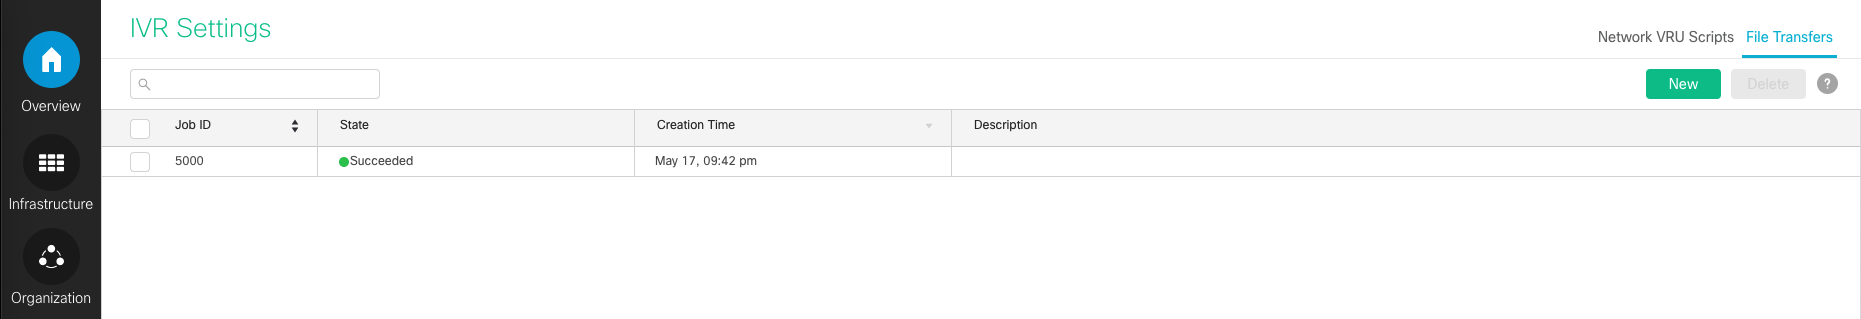 IVR Settings
Network VRU Scripts File Transfers
New Delete ?
Job ID State Creation Time Description
5000 Succeeded May 17, 09:42 pm
Overview
Infrastructure
Organization